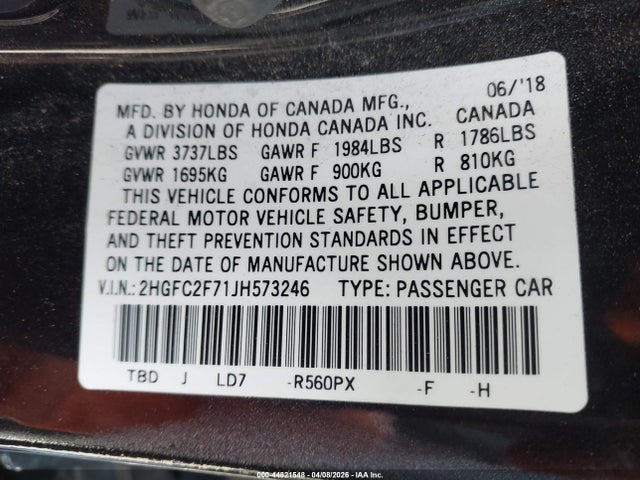 06/'18
MFD. BY HONDA OF CANADA MFG., CANADA
A DIVISION OF HONDA CANADA INC.
GVWR 3737LBS GAWR F 1984LBS R 1786LBS
GVWR 1695KG GAWR F 900KG R 810KG
THIS VEHICLE CONFORMS TO ALL APPLICABLE
FEDERAL MOTOR VEHICLE SAFETY, BUMPER,
AND THEFT PREVENTION STANDARDS IN EFFECT
ON THE DATE OF MANUFACTURE SHOWN ABOVE.
V.I.N.: 2HGFC2F71JH573246 TYPE: PASSENGER CAR
TBD J LD7 -R560PX -F -H
000-44821548 - 04/08/2026 - IAA Inc.